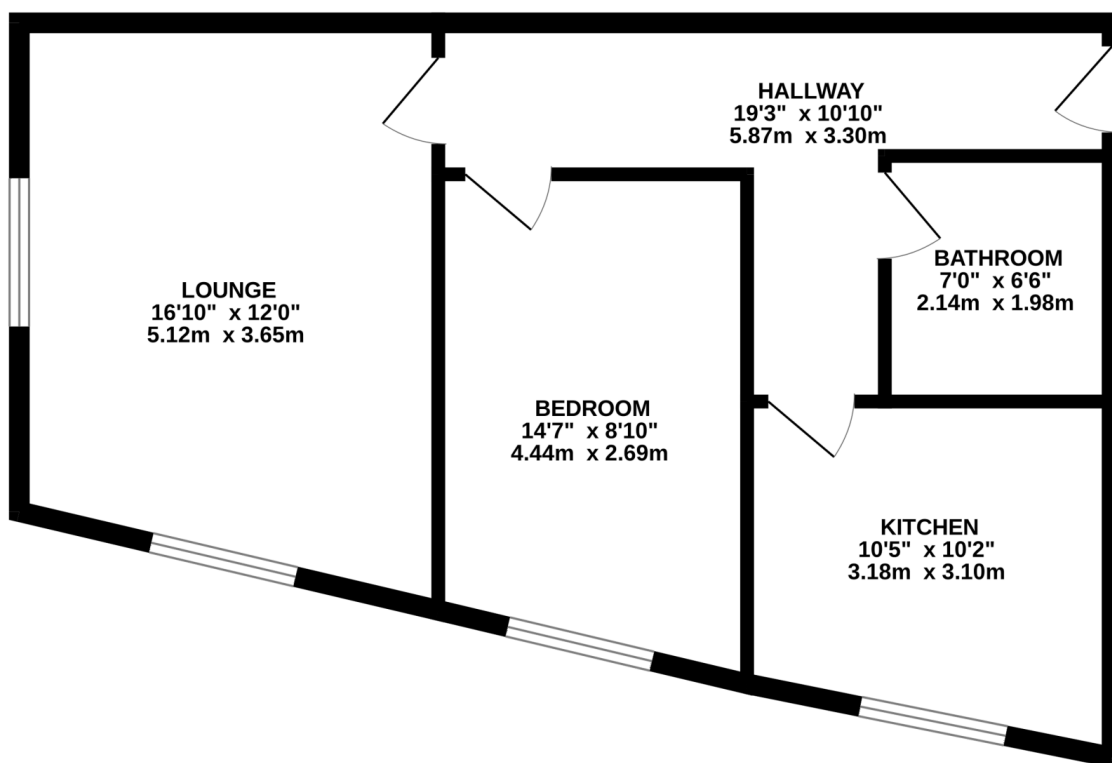 HALLWAY
19'3" x 10'10"
5.87m x 3.30m
BATHROOM
7'0" x 6'6"
2.14m x 1.98m
LOUNGE
16'10" x 12'0"
5.12m x 3.65m
BEDROOM
14'7" x 8'10"
4.44m x 2.69m
KITCHEN
10'5" x 10'2"
3.18m x 3.10m